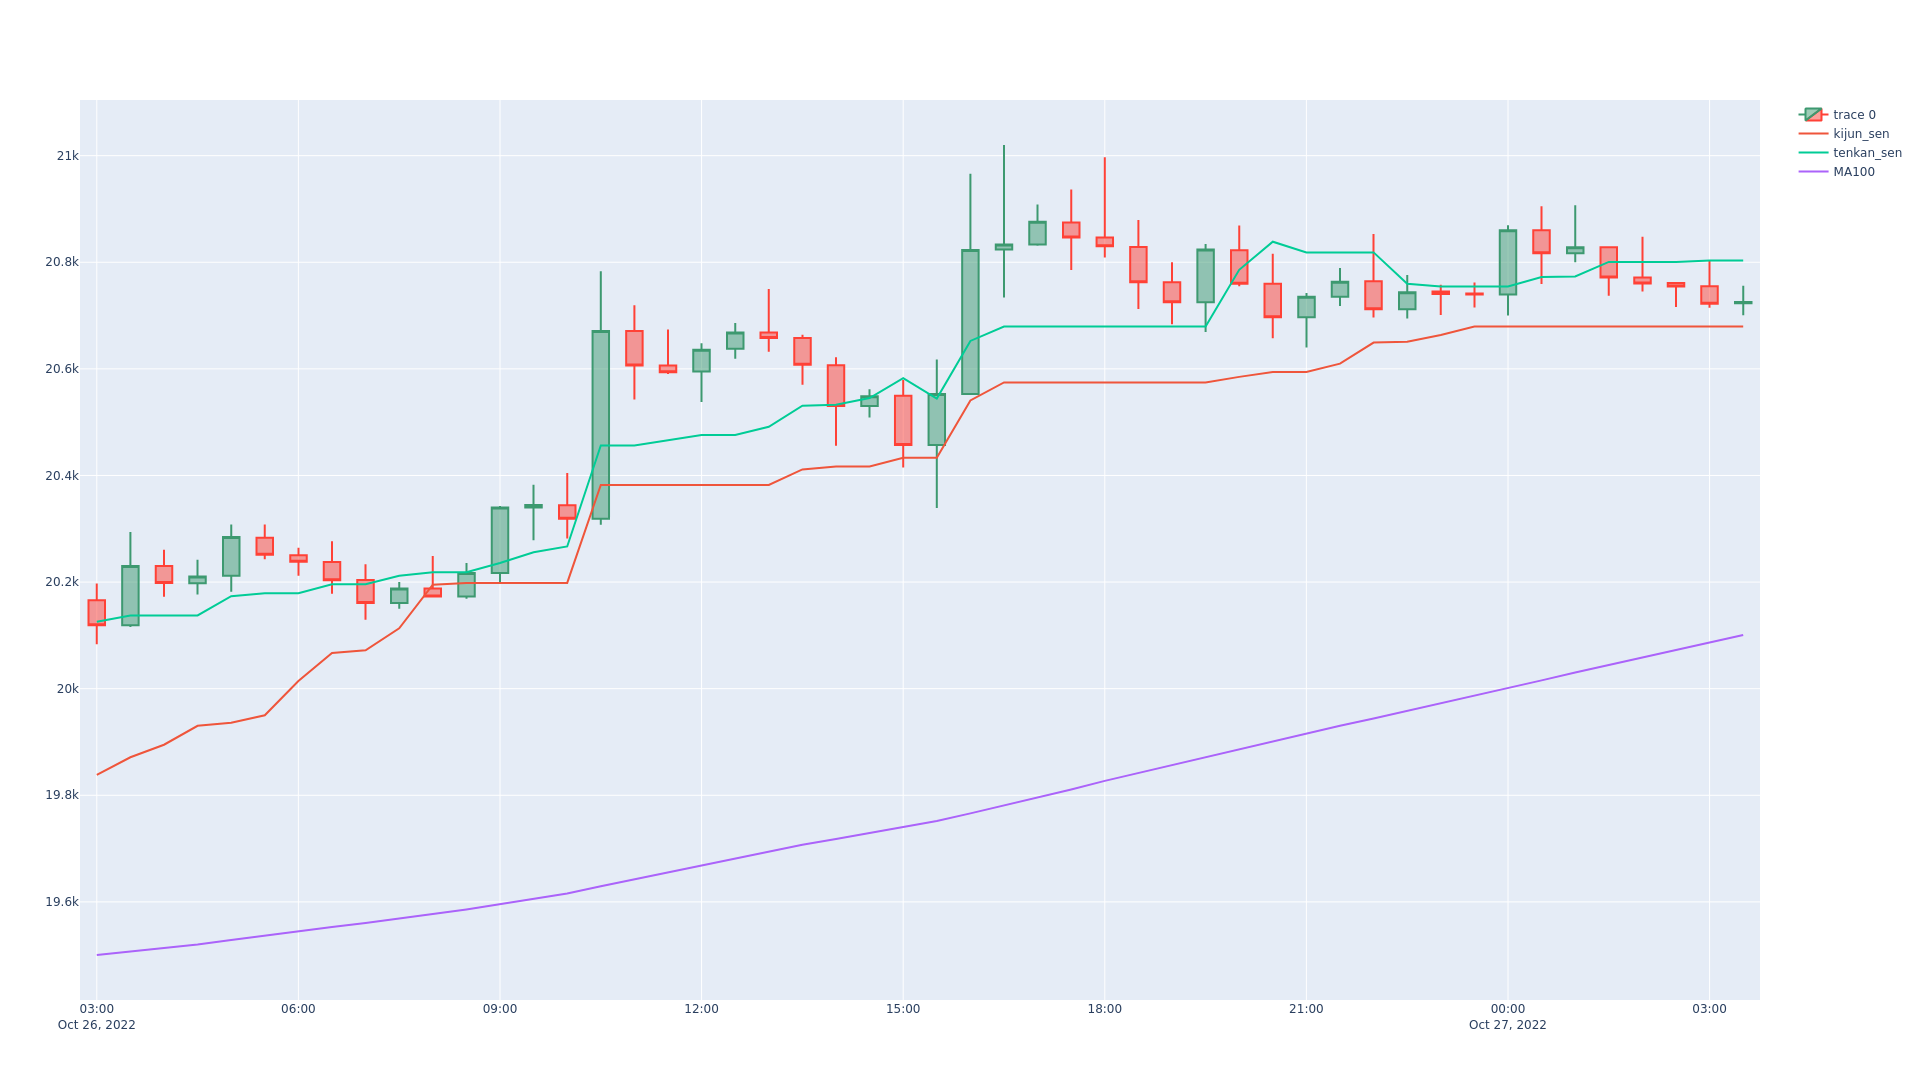 trace 0
kijun_sen
tenkan_sen
MA100
21k
20.8k
20.6k
20.4k
20.2k
20k
19.8k
19.6k
03:00 06:00 09:00 12:00 15:00 18:00 21:00 00:00 03:00
Oct 26, 2022 Oct 27, 2022